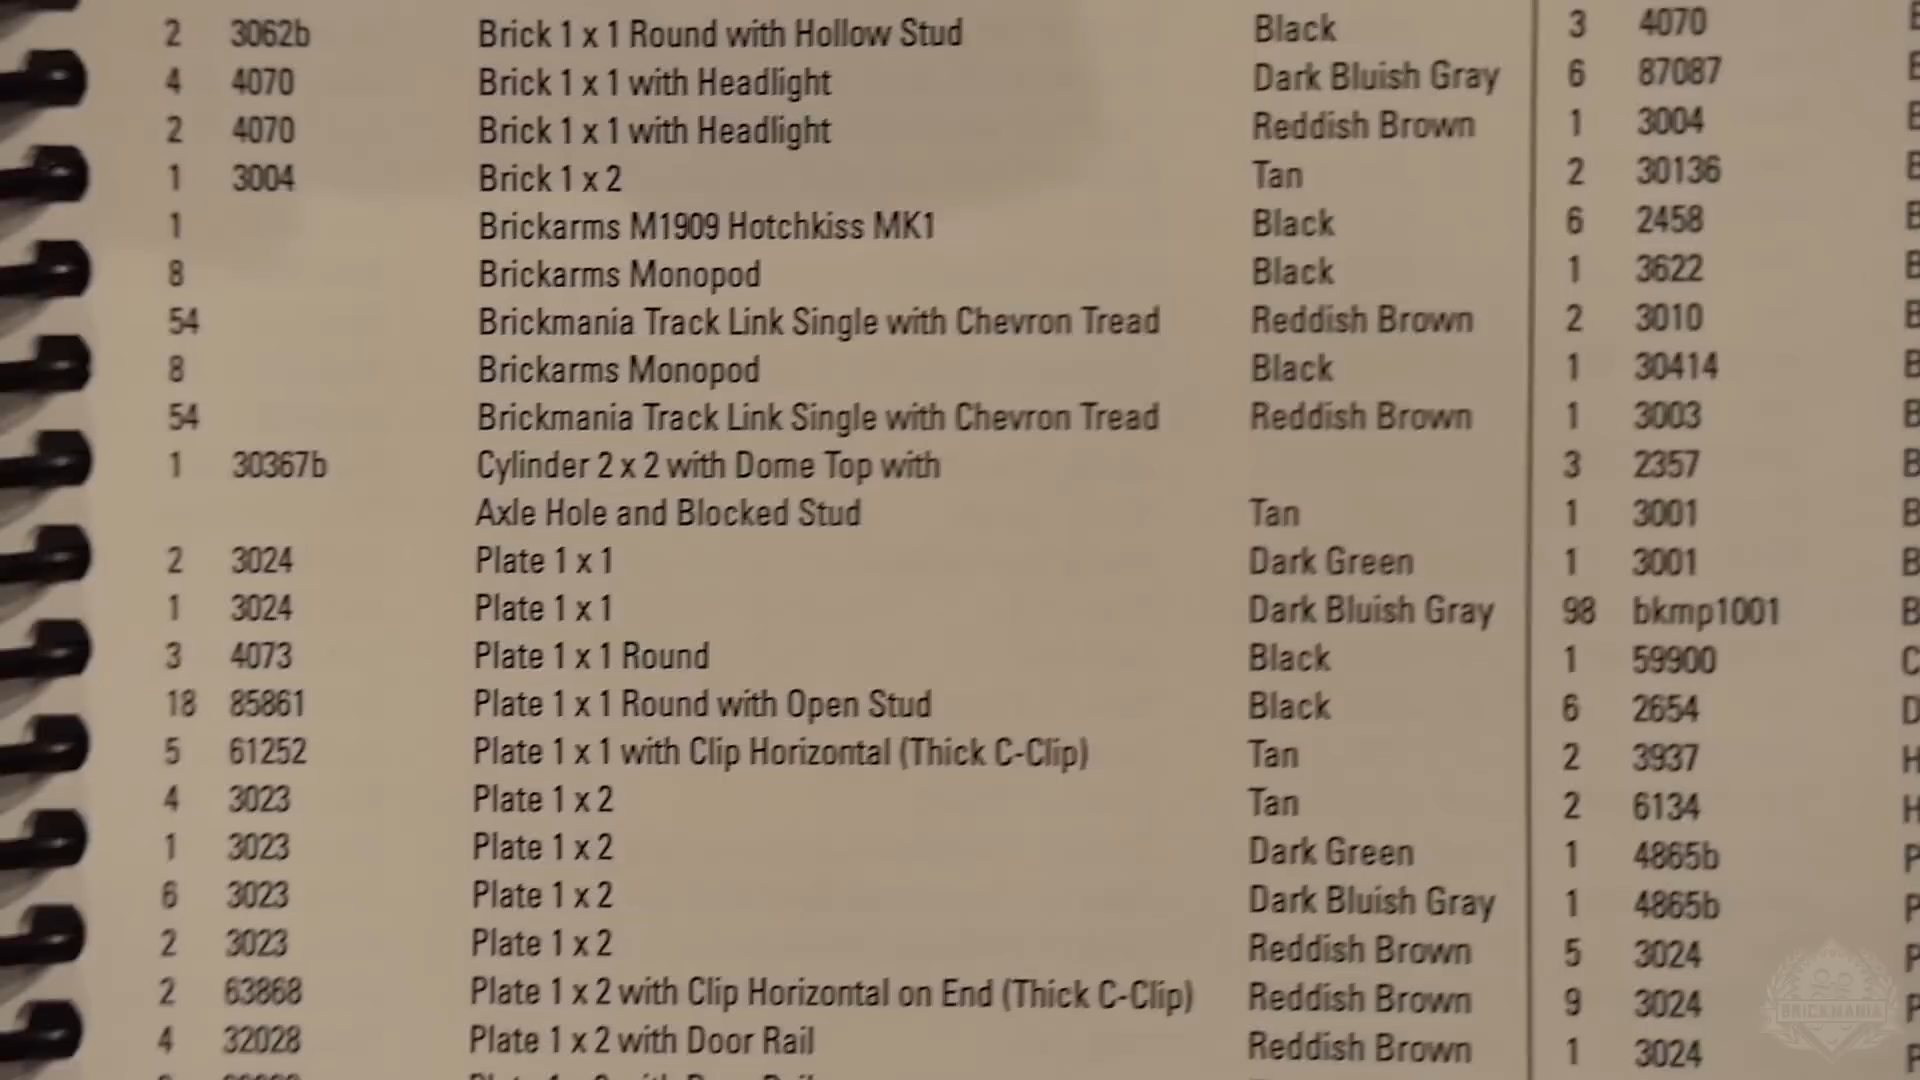 2 3062b Brick 1 x 1 Round with Hollow Stud Black
4 4070 Brick 1 x 1 with Headlight Dark Bluish Gray
2 4070 Brick 1 x 1 with Headlight Reddish Brown
1 3004 Brick 1 x 2 Tan
1 Brickarms M1909 Hotchkiss MK1 Black
8 Brickarms Monopod Black
54 Brickmania Track Link Single with Chevron Tread Reddish Brown
8 Brickarms Monopod Black
54 Brickmania Track Link Single with Chevron Tread Reddish Brown
1 30367b Cylinder 2 x 2 with Dome Top with
Axle Hole and Blocked Stud Tan
2 3024 Plate 1 x 1 Dark Green
1 3024 Plate 1 x 1 Dark Bluish Gray
3 4073 Plate 1 x 1 Round Black
18 85861 Plate 1 x 1 Round with Open Stud Black
5 61252 Plate 1 x 1 with Clip Horizontal (Thick C-Clip) Tan
4 3023 Plate 1 x 2 Tan
1 3023 Plate 1 x 2 Dark Green
6 3023 Plate 1 x 2 Dark Bluish Gray
2 3023 Plate 1 x 2 Reddish Brown
2 63868 Plate 1 x 2 with Clip Horizontal on End (Thick C-Clip) Reddish Brown
4 32028 Plate 1 x 2 with Door Rail Reddish Brown
3 4070
6 87087
1 3004
2 30136
6 2458
1 3622
2 3010
1 30414
1 3003
3 2357
1 3001
1 3001
98 bkmp1001
1 59900
6 2654
2 3937
2 6134
1 4865b
1 4865b
5 3024
9 3024
1 3024
BRICKMANIA